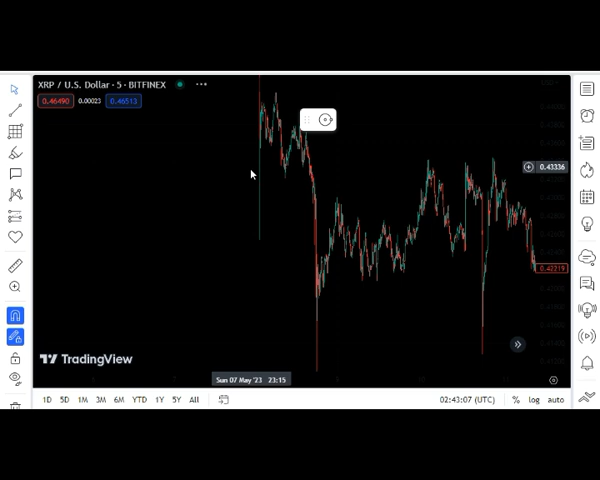 XRP / U.S. Dollar · 5 · BITFINEX
0.46490 0.00023 0.46513
0.43336
0.42219
TradingView
Sun 07 May '23 23:15
1D 5D 1M 3M 6M YTD 1Y 5Y All
02:43:07 (UTC) % log auto